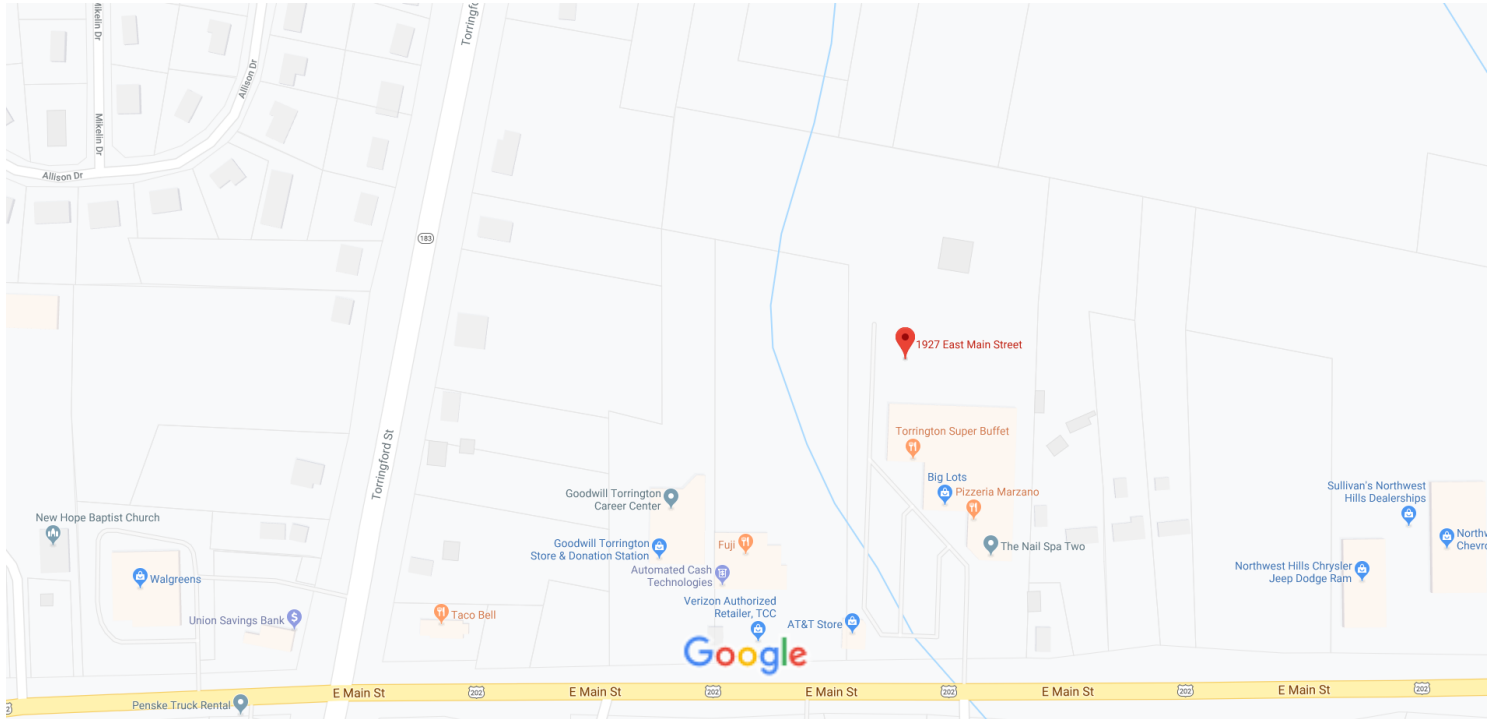 Mikelin Dr
Torringfo
Allison Dr
Mikelin Dr
Allison Dr
183
1927 East Main Street
Torringford St
Torrington Super Buffet
Big Lots
Pizzeria Marzano
Goodwill Torrington
Career Center
Sullivan's Northwest
Hills Dealerships
New Hope Baptist Church
Goodwill Torrington
Store & Donation Station
Fuji
The Nail Spa Two
Northw
Chevro
Automated Cash
Technologies
Northwest Hills Chrysler
Jeep Dodge Ram
Walgreens
Verizon Authorized
Retailer, TCC
Union Savings Bank
Taco Bell
AT&T Store
Google
E Main St
202
E Main St
202
E Main St
202
E Main St
202
E Main St
202
Penske Truck Rental
2